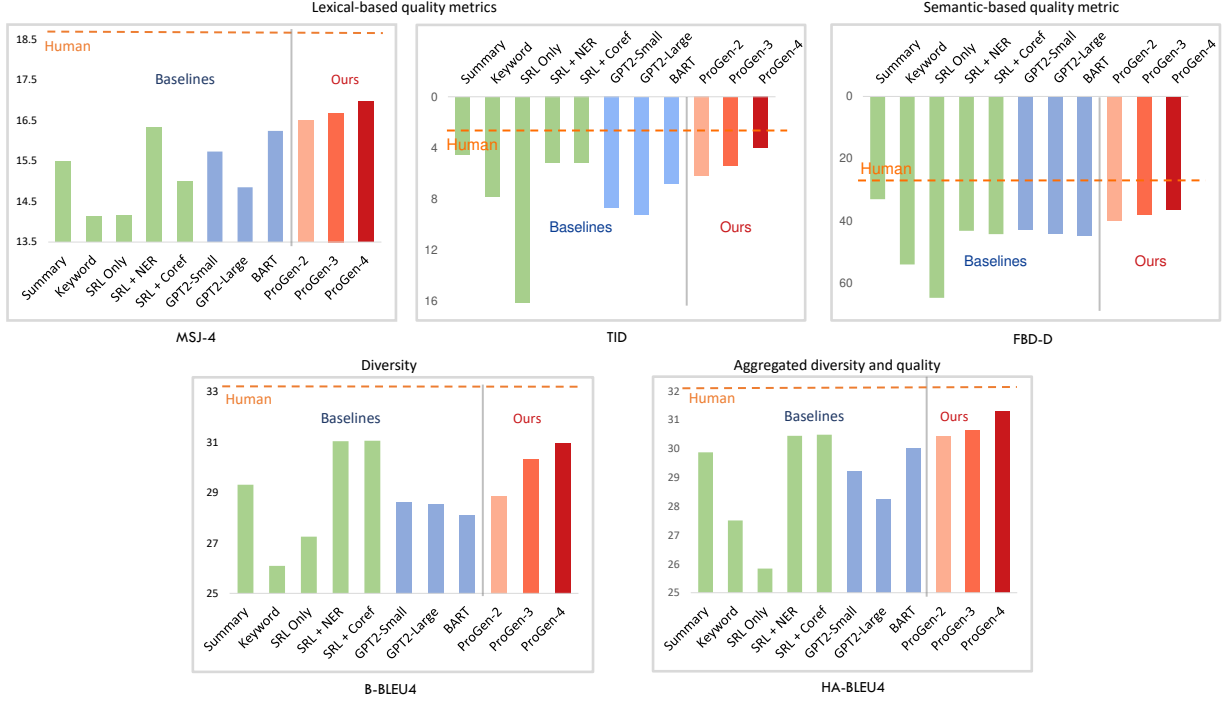 Lexical-based quality metrics
Semantic-based quality metric
18.5
17.5
16.5
15.5
14.5
13.5
Human
Baselines
Ours
Summary
Keyword
SRL Only
SRL + NER
SRL + Coref
GPT2-Small
GPT2-Large
BART
ProGen-2
ProGen-3
ProGen-4
MSJ-4
Summary
Keyword
SRL Only
SRL + NER
SRL + Coref
GPT2-Small
GPT2-Large
BART
ProGen-2
ProGen-3
ProGen-4
0
4
8
12
16
Human
Baselines
Ours
TID
Summary
Keyword
SRL Only
SRL + NER
SRL + Coref
GPT2-Small
GPT2-Large
BART
ProGen-2
ProGen-3
ProGen-4
0
20
40
60
Human
Baselines
Ours
FBD-D
Diversity
33
31
29
27
25
Human
Baselines
Ours
Summary
Keyword
SRL Only
SRL + NER
SRL + Coref
GPT2-Small
GPT2-Large
BART
ProGen-2
ProGen-3
ProGen-4
B-BLEU4
Aggregated diversity and quality
32
31
30
29
28
27
26
25
Human
Baselines
Ours
Summary
Keyword
SRL Only
SRL + NER
SRL + Coref
GPT2-Small
GPT2-Large
BART
ProGen-2
ProGen-3
ProGen-4
HA-BLEU4